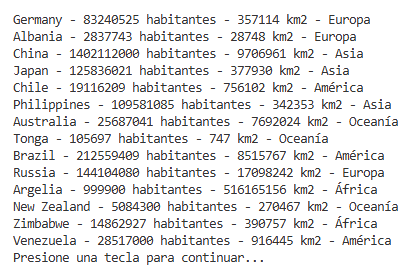 Germany - 83240525 habitantes - 357114 km2 - Europa
Albania - 2837743 habitantes - 28748 km2 - Europa
China - 1402112000 habitantes - 9706961 km2 - Asia
Japan - 125836021 habitantes - 377930 km2 - Asia
Chile - 19116209 habitantes - 756102 km2 - América
Philippines - 109581085 habitantes - 342353 km2 - Asia
Australia - 25687041 habitantes - 7692024 km2 - Oceanía
Tonga - 105697 habitantes - 747 km2 - Oceanía
Brazil - 212559409 habitantes - 8515767 km2 - América
Russia - 144104080 habitantes - 17098242 km2 - Europa
Argelia - 999900 habitantes - 516165156 km2 - África
New Zealand - 5084300 habitantes - 270467 km2 - Oceanía
Zimbabwe - 14862927 habitantes - 390757 km2 - África
Venezuela - 28517000 habitantes - 916445 km2 - América
Presione una tecla para continuar...